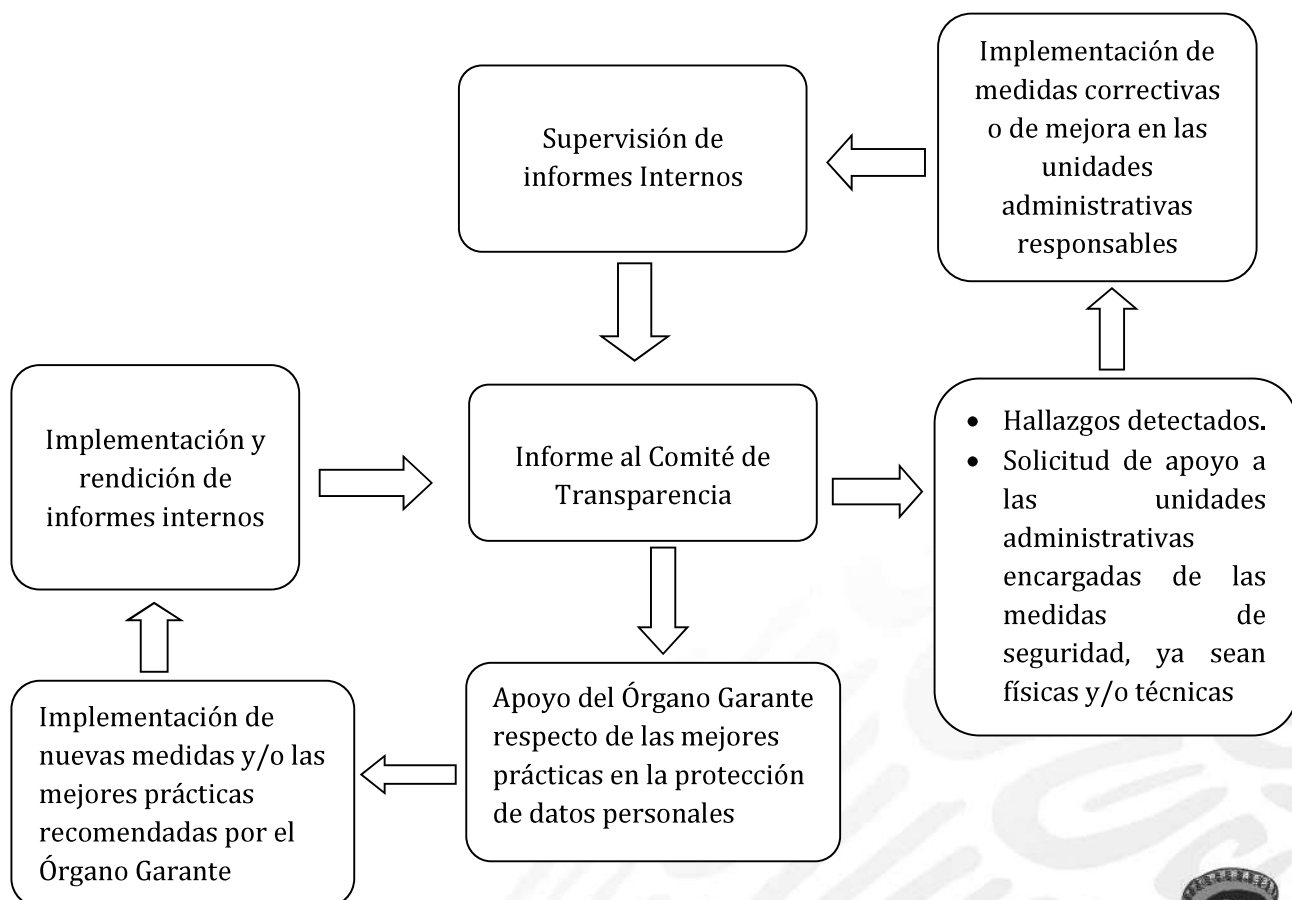 Implementación de
medidas correctivas
o de mejora en las
unidades
administrativas
responsables
Supervisión de
informes Internos
Implementación y
rendición de
informes internos
Informe al Comité de
Transparencia
• Hallazgos detectados.
• Solicitud de apoyo a
las unidades
administrativas
encargadas de las
medidas de
seguridad, ya sean
físicas y/o técnicas
Implementación de
nuevas medidas y/o las
mejores prácticas
recomendadas por el
Órgano Garante
Apoyo del Órgano Garante
respecto de las mejores
prácticas en la protección
de datos personales